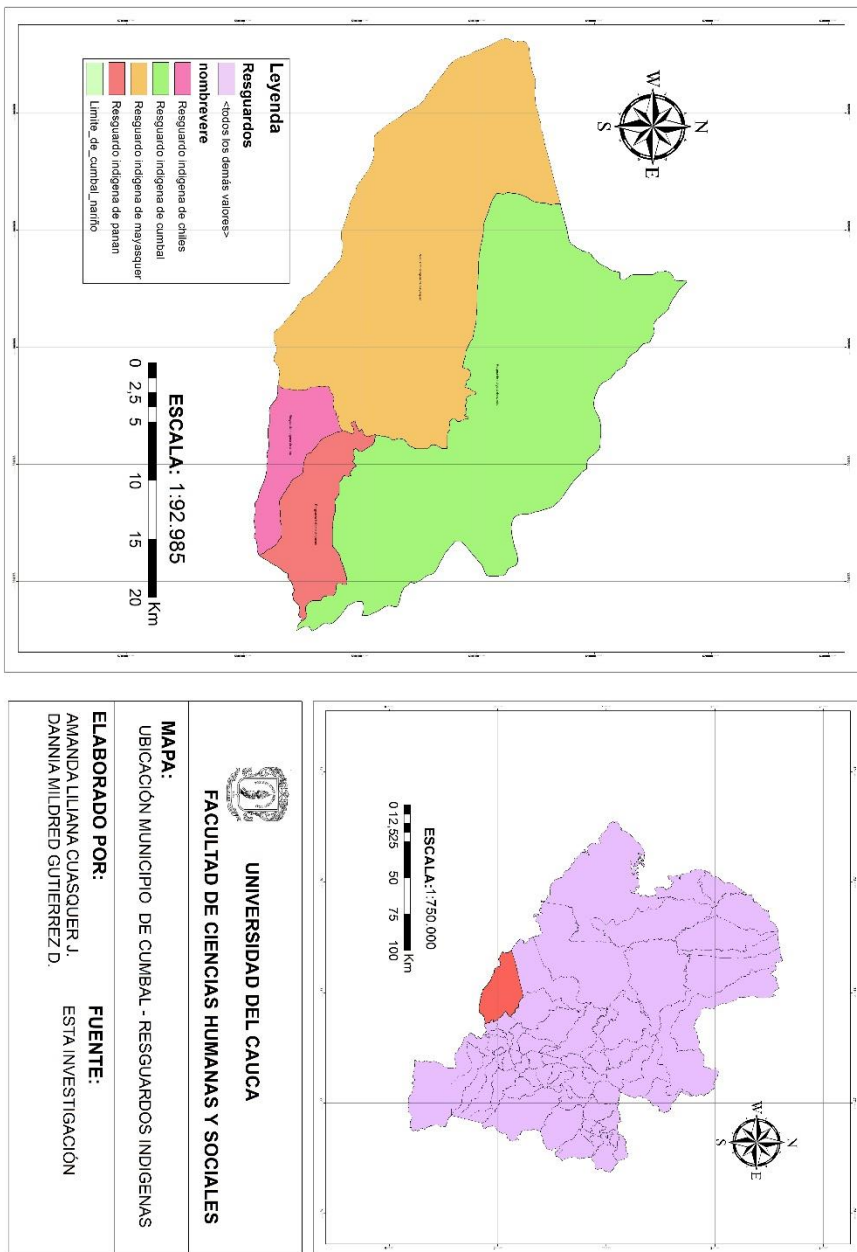 N
W
E
S
Leyenda
Resguardos
<todos los demás valores>
nombrevere
Resguardo indigena de chiles
Resguardo indigena de cumbal
Resguardo indigena de mayasquer
Resguardo indigena de panan
Limite_de_cumbal_nariño
ESCALA: 1:92.985
0 2,5 5 10 15 20
Km
N
W
E
S
ESCALA:1:750.000
0 12,525 50 75 100
Km
UNIVERSIDAD DEL CAUCA
FACULTAD DE CIENCIAS HUMANAS Y SOCIALES
MAPA:
UBICACIÓN MUNICIPIO DE CUMBAL - RESGUARDOS INDIGENAS
ELABORADO POR:
AMANDA LILIANA CUASQUER J.
DANNIA MILDRED GUTIERREZ D.
FUENTE:
ESTA INVESTIGACIÓN